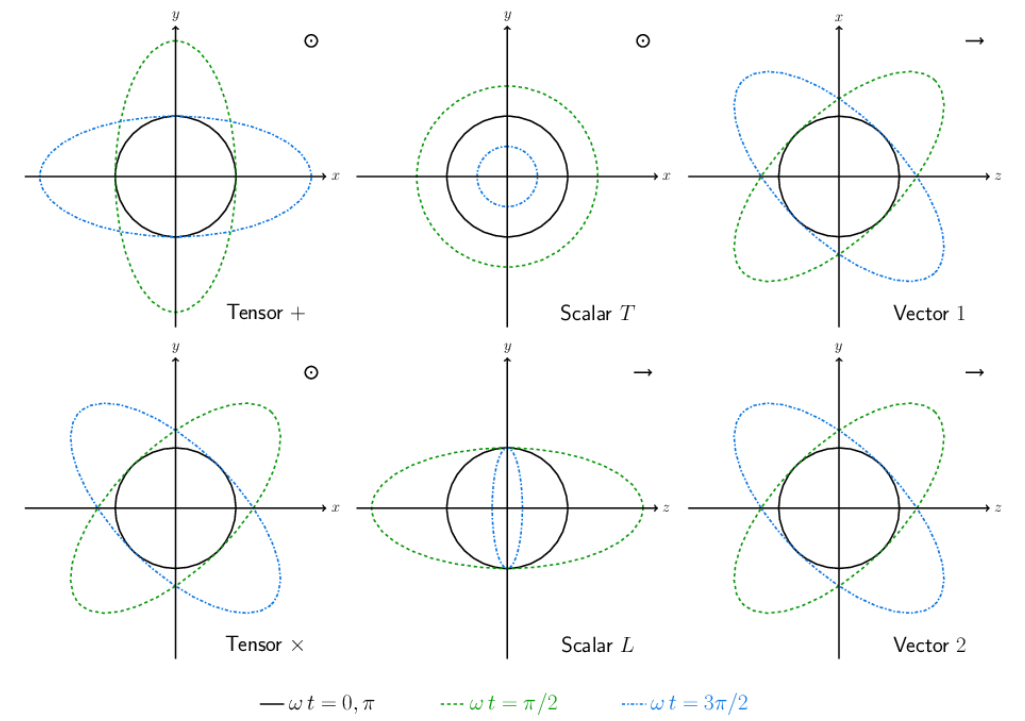 y
x
Tensor +
y
x
Scalar T
x
z
Vector 1
y
x
Tensor ×
y
z
Scalar L
y
z
Vector 2
ω t = 0, π
ω t = π/2
ω t = 3π/2